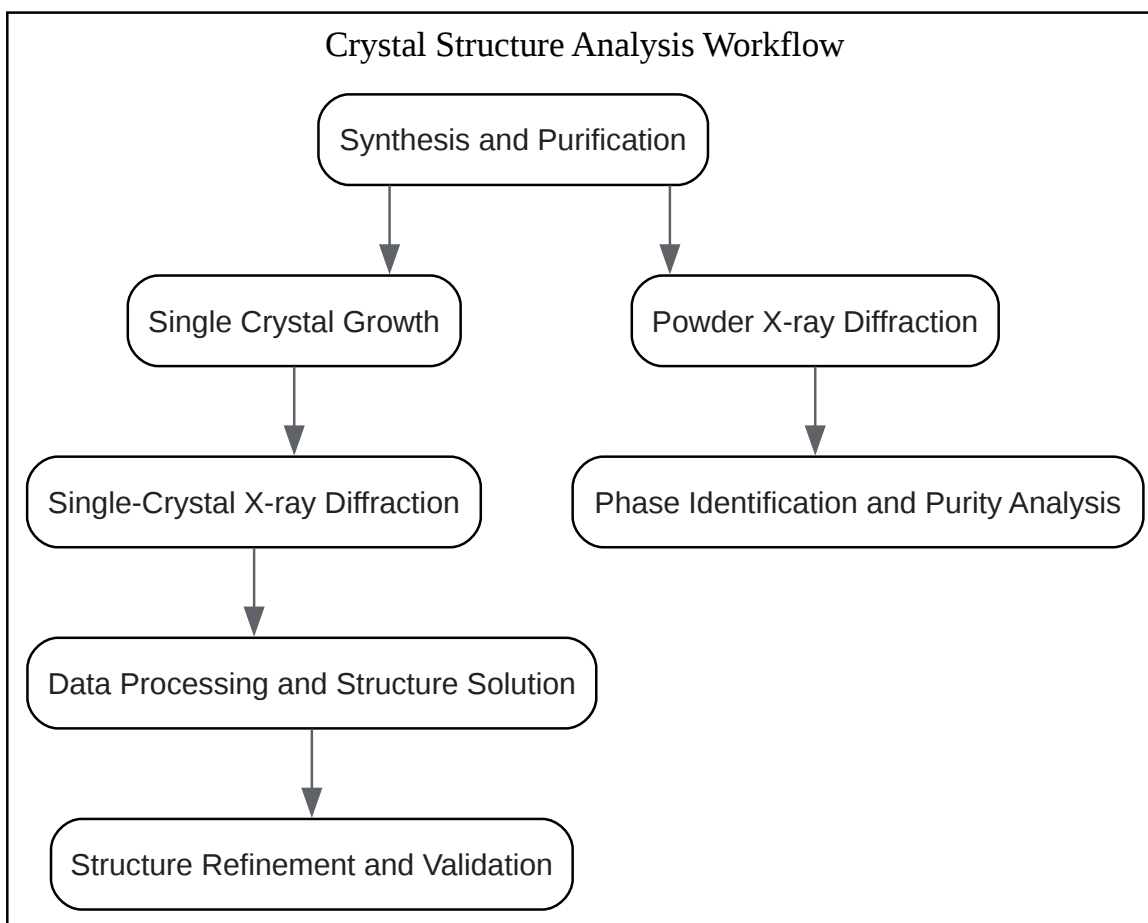 Crystal Structure Analysis Workflow
Synthesis and Purification
Single Crystal Growth
Powder X-ray Diffraction
Single-Crystal X-ray Diffraction
Phase Identification and Purity Analysis
Data Processing and Structure Solution
Structure Refinement and Validation